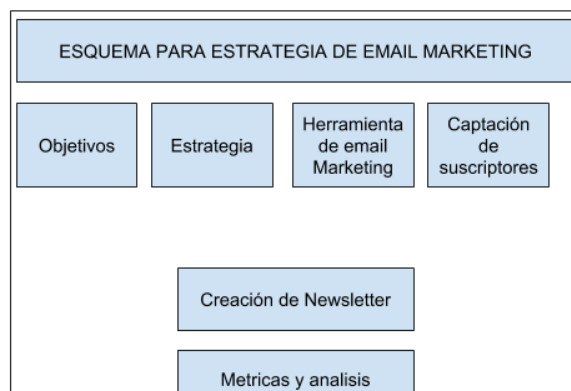 ESQUEMA PARA ESTRATEGIA DE EMAIL MARKETING
Objetivos
Estrategia
Herramienta
de email
Marketing
Captación
de
suscriptores
Creación de Newsletter
Metricas y analisis